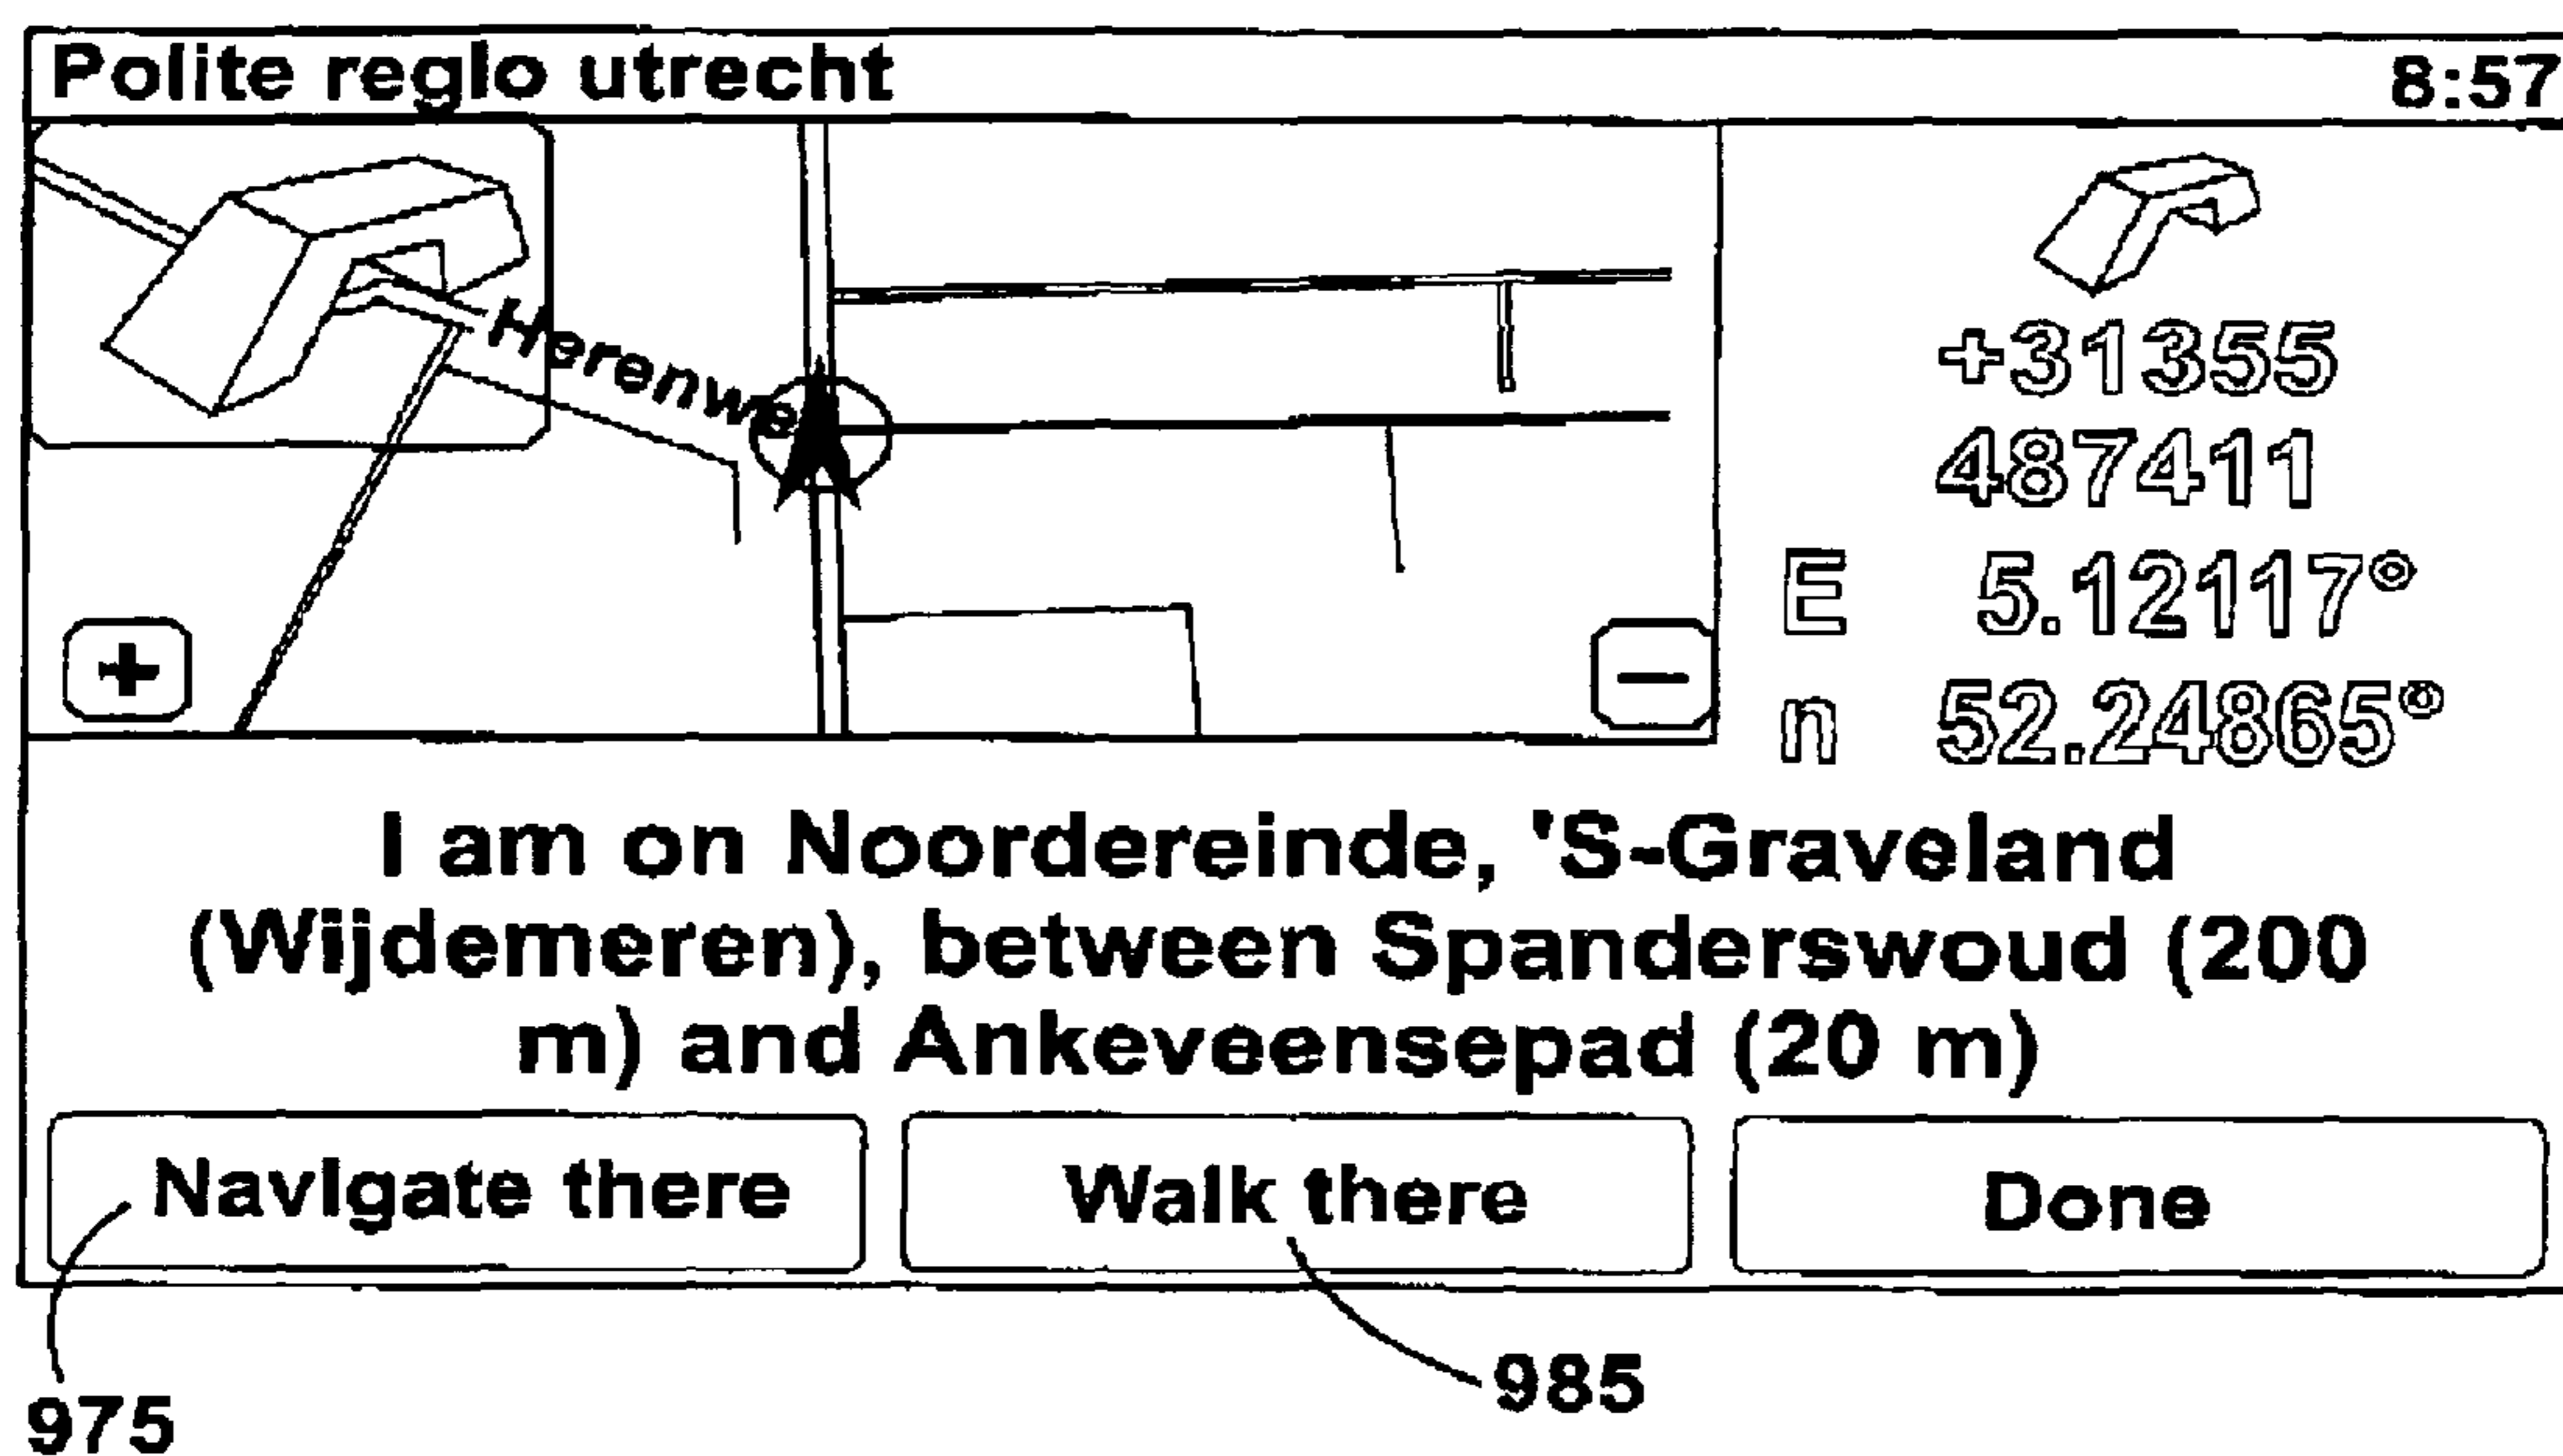 Polite reglo utrecht
8:57
Herenwe
+31355
487411
E 5.12117°
n 52.24865°
+
−
I am on Noordereinde, 'S-Graveland
(Wijdemeren), between Spanderswoud (200
m) and Ankeveensepad (20 m)
Navigate there
Walk there
Done
975
985